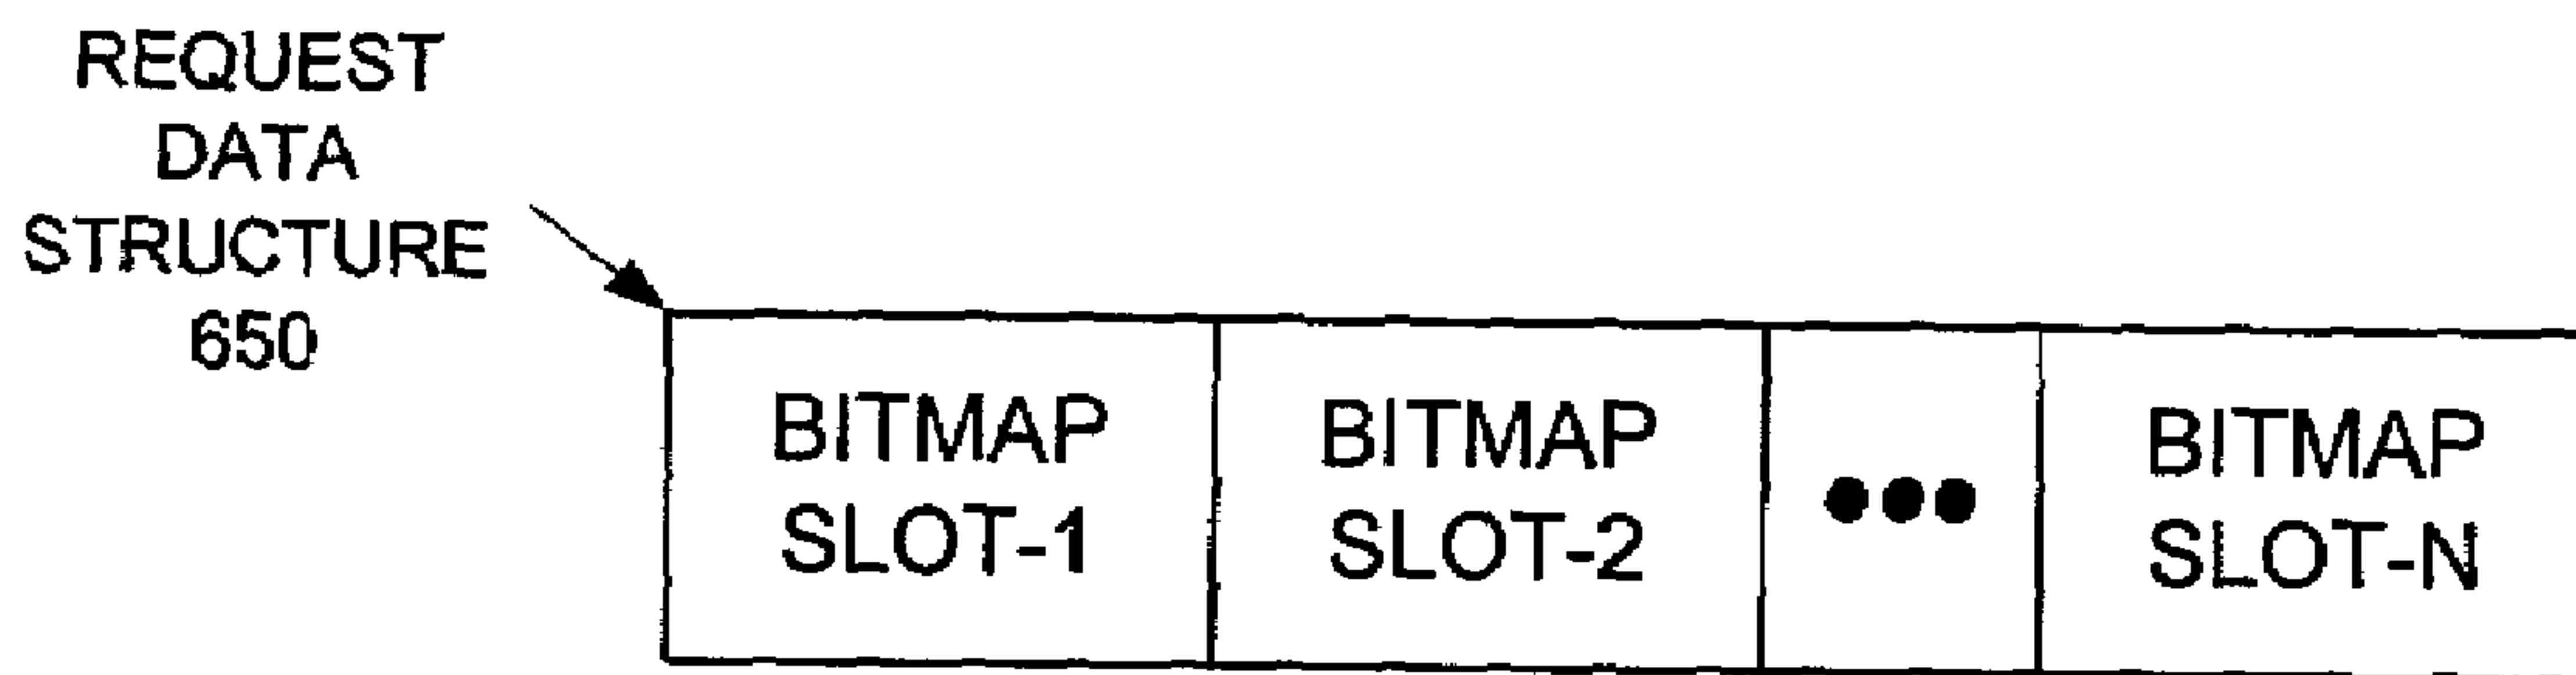 REQUEST
DATA
STRUCTURE
650
BITMAP
SLOT-1
BITMAP
SLOT-2
●●●
BITMAP
SLOT-N